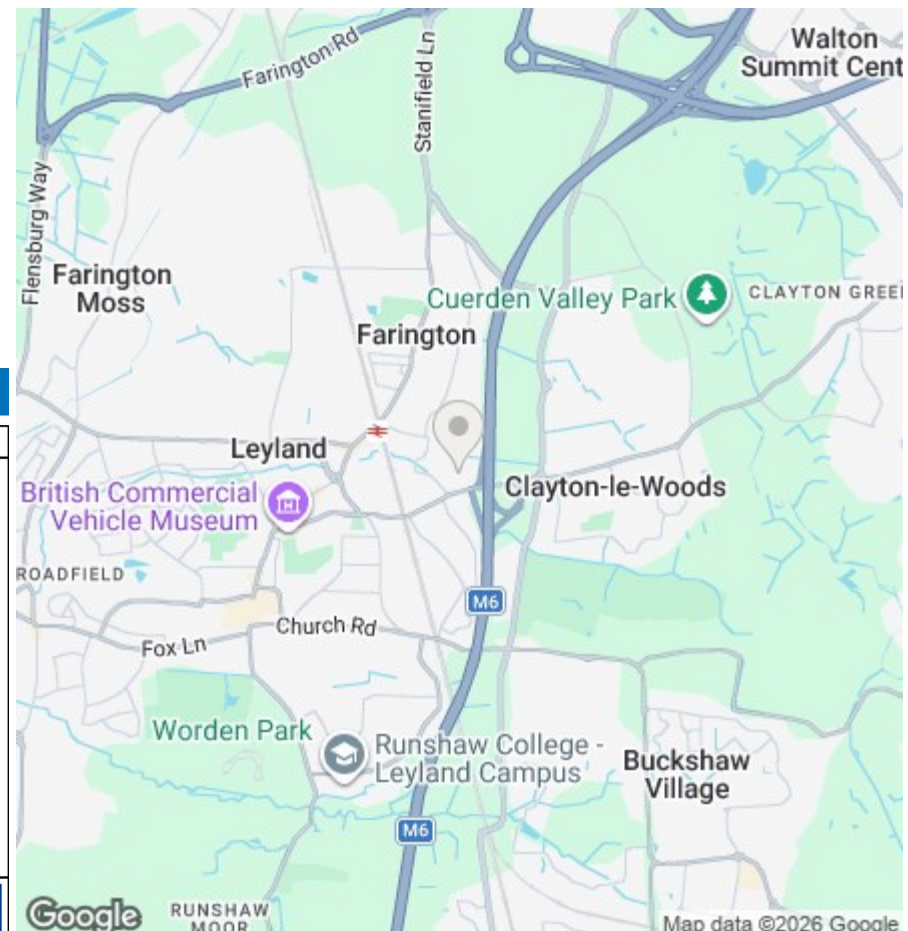 Walton
Summit Cent
Farington Rd
Stanifield Ln
Flensburg Way
Farington
Moss
Cuerden Valley Park
CLAYTON GREE
Farington
Leyland
British Commercial
Vehicle Museum
Clayton-le-Woods
ROADFIELD
M6
Church Rd
Fox Ln
Worden Park
Runshaw College -
Leyland Campus
Buckshaw
Village
M6
Google
RUNSHAW
MOOR
Map data ©2026 Google